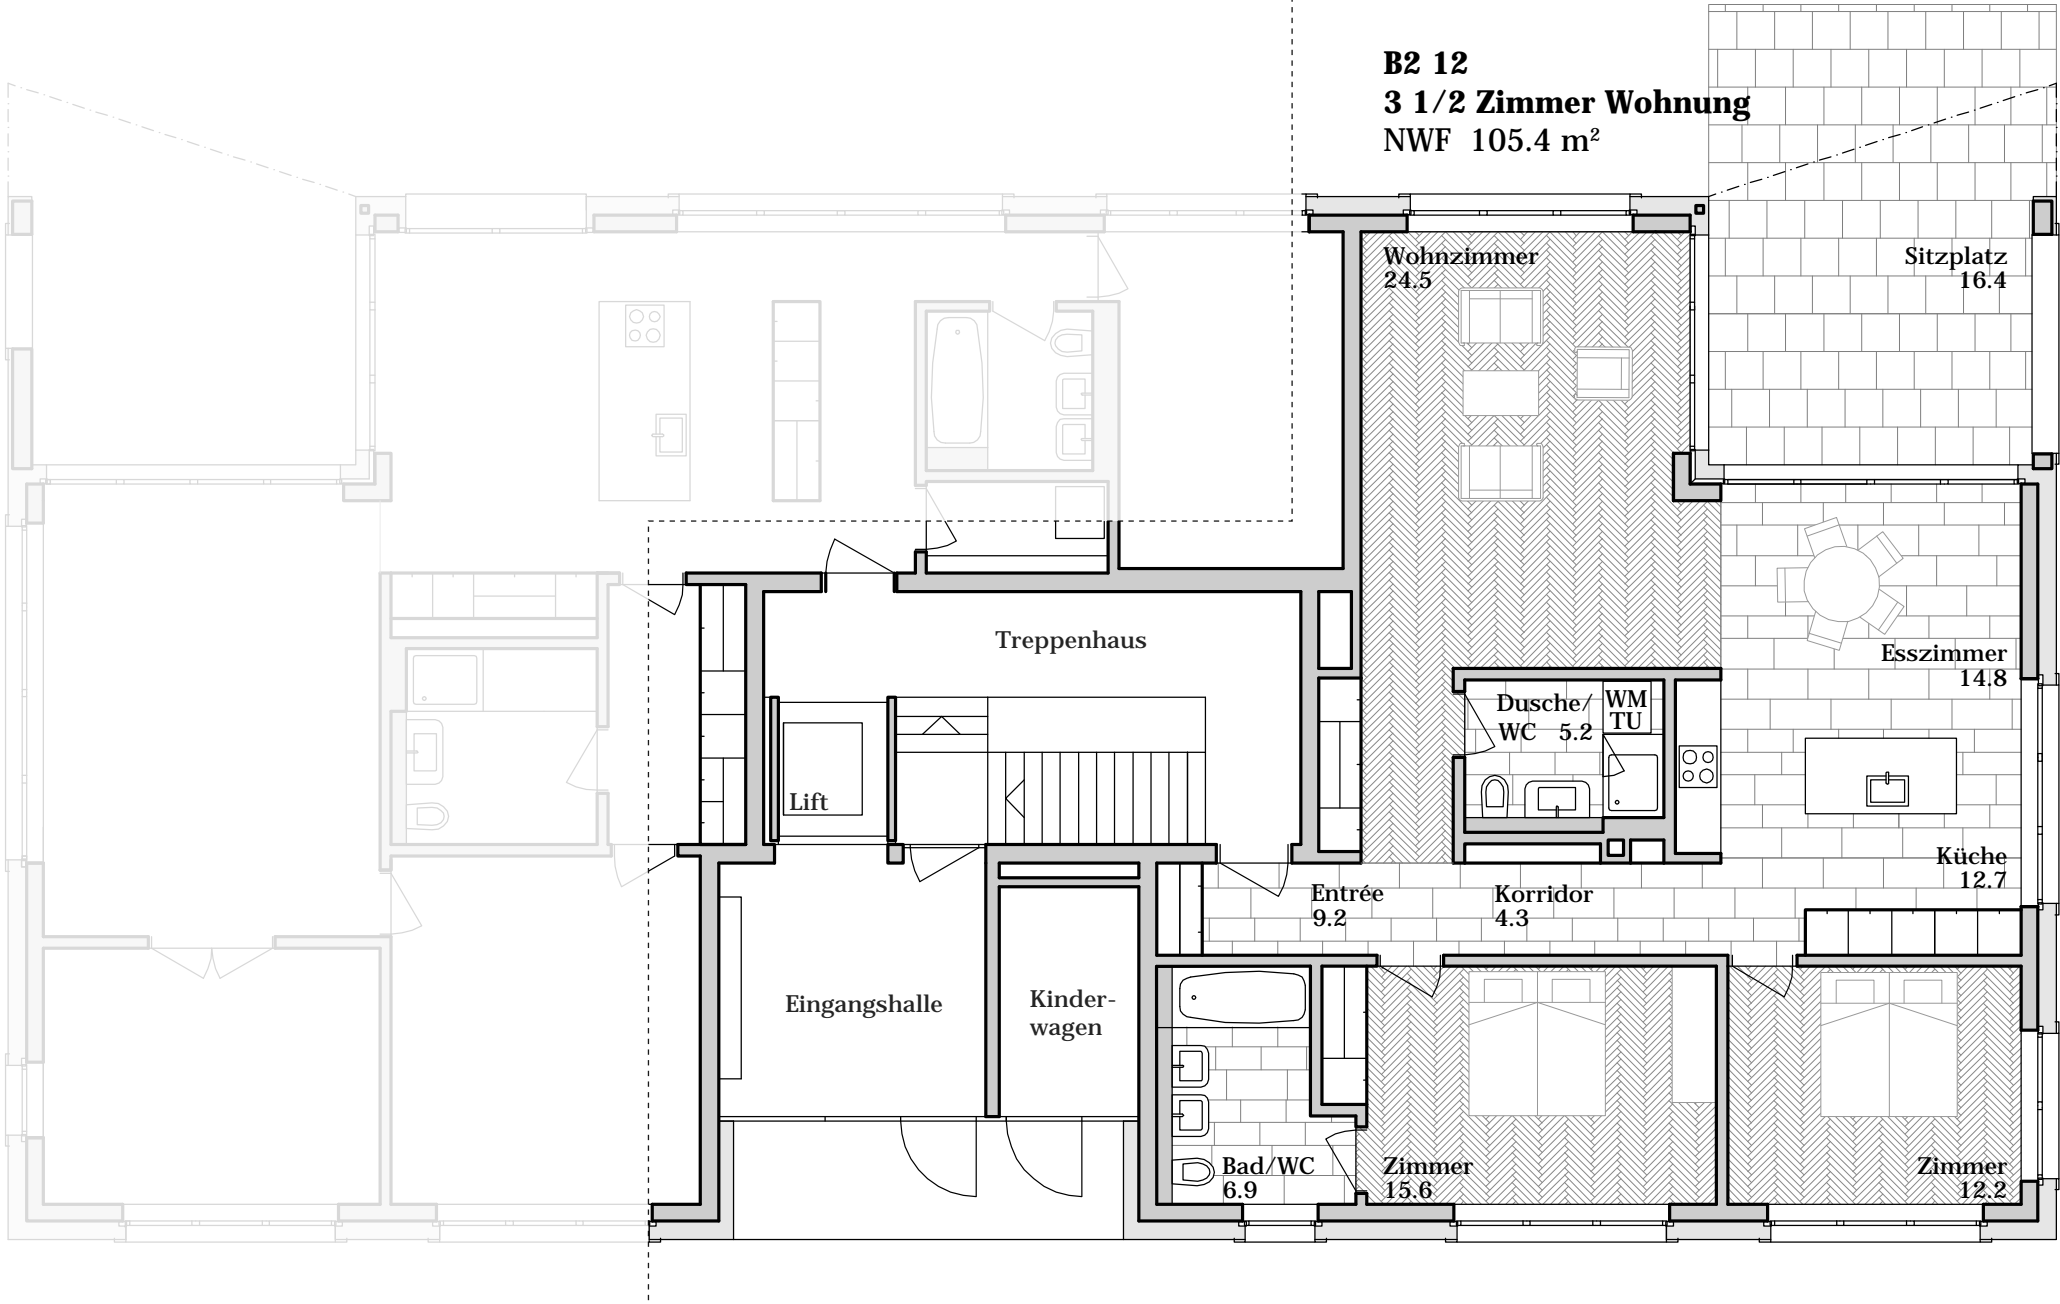 B2 12
3 1/2 Zimmer Wohnung
NWF 105.4 m²
Wohnzimmer
24.5
Sitzplatz
16.4
Treppenhaus
Esszimmer
14.8
Dusche/
WC 5.2
WM
TU
Lift
Küche
12.7
Entrée
9.2
Korridor
4.3
Eingangshalle
Kinder-
wagen
Bad/WC
6.9
Zimmer
15.6
Zimmer
12.2